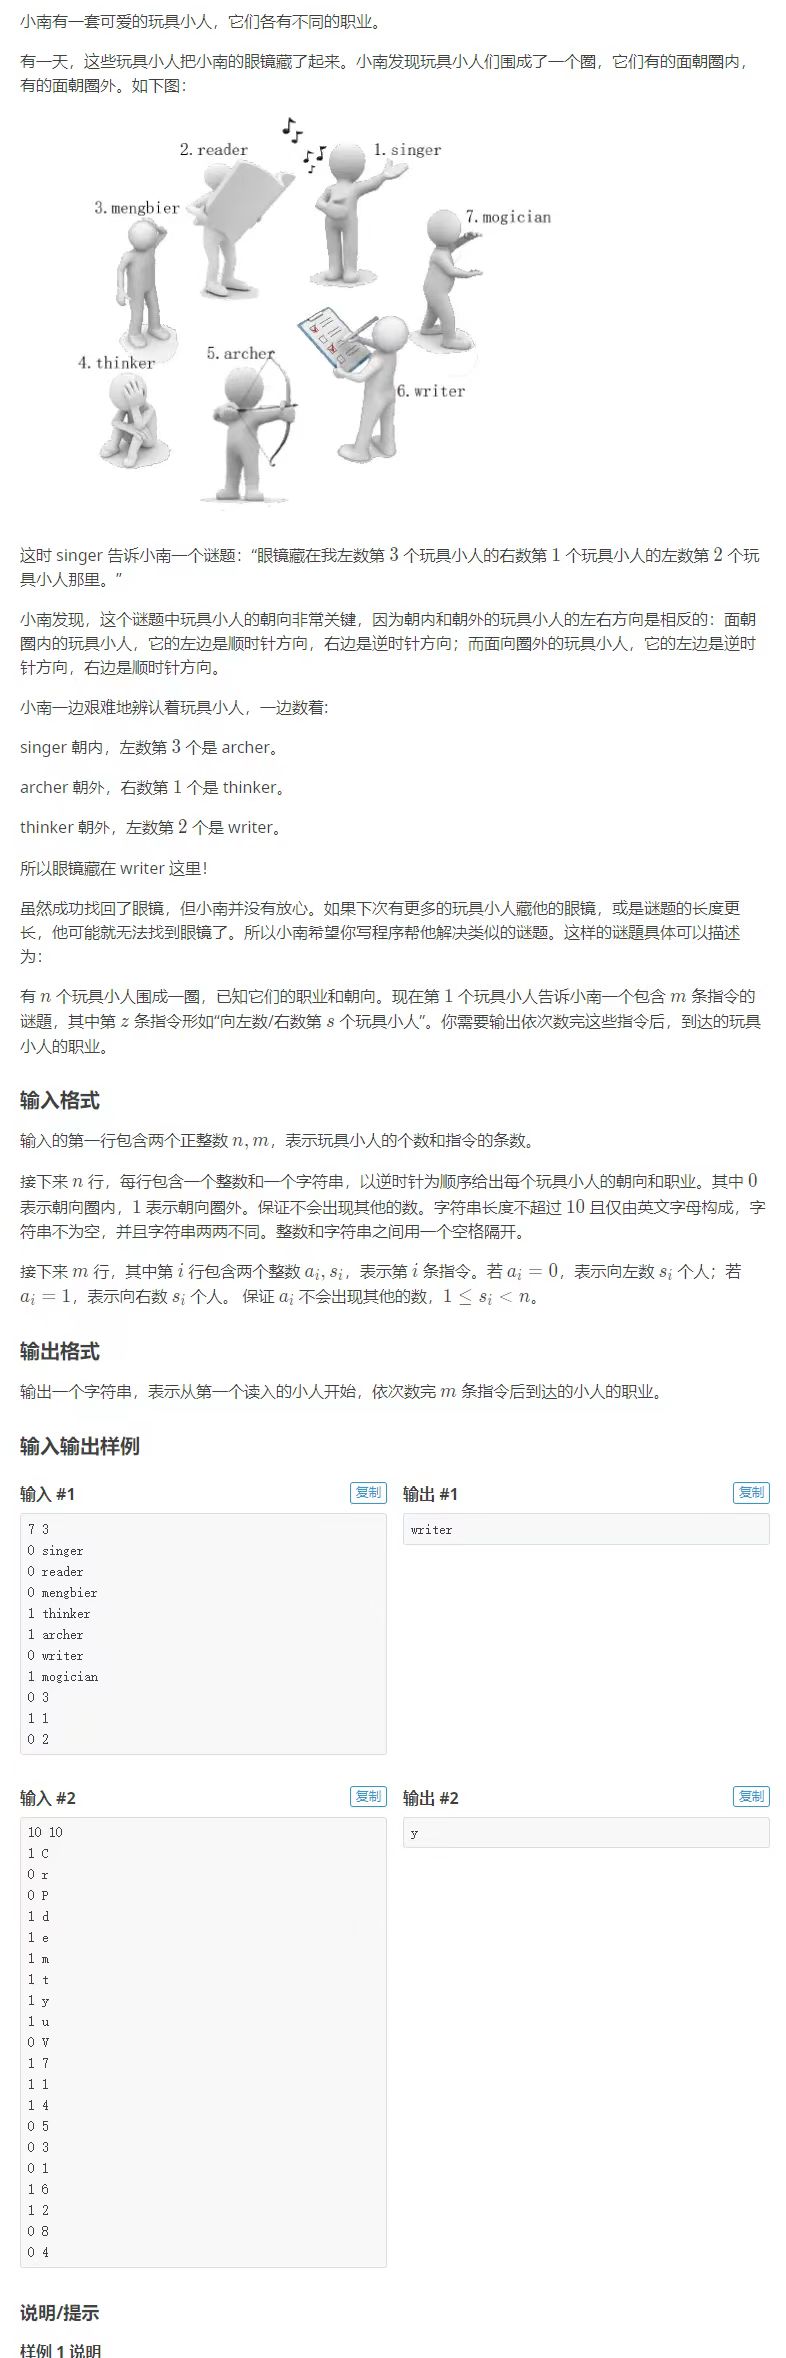 小南有一套可爱的玩具小人，它们各有不同的职业。
有一天，这些玩具小人把小南的眼镜藏了起来。小南发现玩具小人们围成了一个圈，它们有的面朝圈内，
有的面朝圈外。如下图：
2.reader
1.singer
3.mengbier
7.mogician
4.thinker
5.archer
6.writer
这时 singer 告诉小南一个谜题：“眼镜藏在我左数第 3 个玩具小人的右数第 1 个玩具小人的左数第 2 个玩
具小人那里。”
小南发现，这个谜题中玩具小人的朝向非常关键，因为朝内和朝外的玩具小人的左右方向是相反的：面朝
圈内的玩具小人，它的左边是顺时针方向，右边是逆时针方向；而面向圈外的玩具小人，它的左边是逆时
针方向，右边是顺时针方向。
小南一边艰难地辨认着玩具小人，一边数着:
singer 朝内，左数第 3 个是 archer。
archer 朝外，右数第 1 个是 thinker。
thinker 朝外，左数第 2 个是 writer。
所以眼镜藏在 writer 这里！
虽然成功找回了眼镜，但小南并没有放心。如果下次有更多的玩具小人藏他的眼镜，或是谜题的长度更
长，他可能就无法找到眼镜了。所以小南希望你写程序帮他解决类似的谜题。这样的谜題具体可以描述
为：
有 n 个玩具小人围成一圈，已知它们的职业和朝向。现在第 1 个玩具小人告诉小南一个包含 m 条指令的
谜題，其中第 z 条指令形如“向左数/右数第 s 个玩具小人”。你需要输出依次数完这些指令后，到达的玩具
小人的职业。
输入格式
输入的第一行包含两个正整数 n, m，表示玩具小人的个数和指令的条数。
接下来 n 行，每行包含一个整数和一个字符串，以逆时针为顺序给出每个玩具小人的朝向和职业。其中 0
表示朝向圈内，1 表示朝向圈外。保证不会出现其他的数。字符串长度不超过 10 且仅由英文字母构成，字
符串不为空，并且字符串两两不同。整数和字符串之间用一个空格隔开。
接下来 m 行，其中第 i 行包含两个整数 ai, si，表示第 i 条指令。若 ai = 0，表示向左数 si 个人；若
ai = 1，表示向右数 si 个人。 保证 ai 不会出现其他的数，1 ≤ si < n。
输出格式
输出一个字符串，表示从第一个读入的小人开始，依次数完 m 条指令后到达的小人的职业。
输入输出样例
输入 #1
复制
输出 #1
复制
7 3
0 singer
0 reader
0 mengbier
1 thinker
1 archer
0 writer
1 mogician
0 3
1 1
0 2
writer
输入 #2
复制
输出 #2
复制
10 10
1 C
0 r
0 P
1 d
1 e
1 m
1 t
1 y
1 u
0 V
1 7
1 1
1 4
0 5
0 3
0 1
1 6
1 2
0 8
0 4
y
说明/提示
样例 1 说明